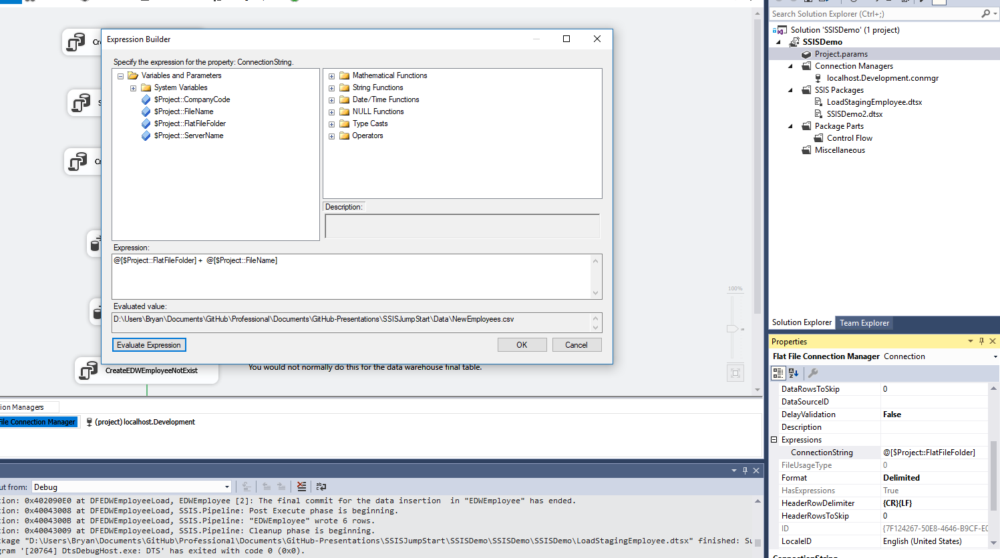 Cre
S
Cr
CreateEDWEmployeeNotExist
You would not normally do this for the data warehouse final table.
100%
Expression Builder
Specify the expression for the property: ConnectionString.
Variables and Parameters
System Variables
$Project::CompanyCode
$Project::FileName
$Project::FlatFileFolder
$Project::ServerName
Mathematical Functions
String Functions
Date/Time Functions
NULL Functions
Type Casts
Operators
Description:
Expression:
@[$Project::FlatFileFolder] +  @[$Project::FileName]
Evaluated value:
D:\Users\Bryan\Documents\GitHub\Professional\Documents\GitHub-Presentations\SSISJumpStart\Data\NewEmployees.csv
Evaluate Expression
OK
Cancel
ion Managers
File Connection Manager
(project) localhost.Development
ut from: Debug
tion: 0x402090E0 at DFEDWEmployeeLoad, EDWEmployee [2]: The final commit for the data insertion  in "EDWEmployee" has ended.
tion: 0x40043008 at DFEDWEmployeeLoad, SSIS.Pipeline: Post Execute phase is beginning.
tion: 0x4004300B at DFEDWEmployeeLoad, SSIS.Pipeline: "EDWEmployee" wrote 6 rows.
tion: 0x40043009 at DFEDWEmployeeLoad, SSIS.Pipeline: Cleanup phase is beginning.
kage "D:\Users\Bryan\Documents\GitHub\Professional\Documents\GitHub-Presentations\SSISJumpStart\SSISDemo\SSISDemo\SSISDemo\LoadStagingEmployee.dtsx" finished: Su
gram '[20764] DtsDebugHost.exe: DTS' has exited with code 0 (0x0).
Search Solution Explorer (Ctrl+;)
Solution 'SSISDemo' (1 project)
SSISDemo
Project.params
Connection Managers
localhost.Development.conmgr
SSIS Packages
LoadStagingEmployee.dtsx
SSISDemo2.dtsx
Package Parts
Control Flow
Miscellaneous
Solution Explorer
Team Explorer
Properties
Flat File Connection Manager Connection
DataRowsToSkip 0
DataSourceID
DelayValidation False
Description
Expressions
ConnectionString @[$Project::FlatFileFolder]
FileUsageType 0
Format Delimited
HasExpressions True
HeaderRowDelimiter {CR}{LF}
HeaderRowsToSkip 0
ID {7F124267-50E8-4646-B9CF-E0
LocaleID English (United States)
ConnectionString